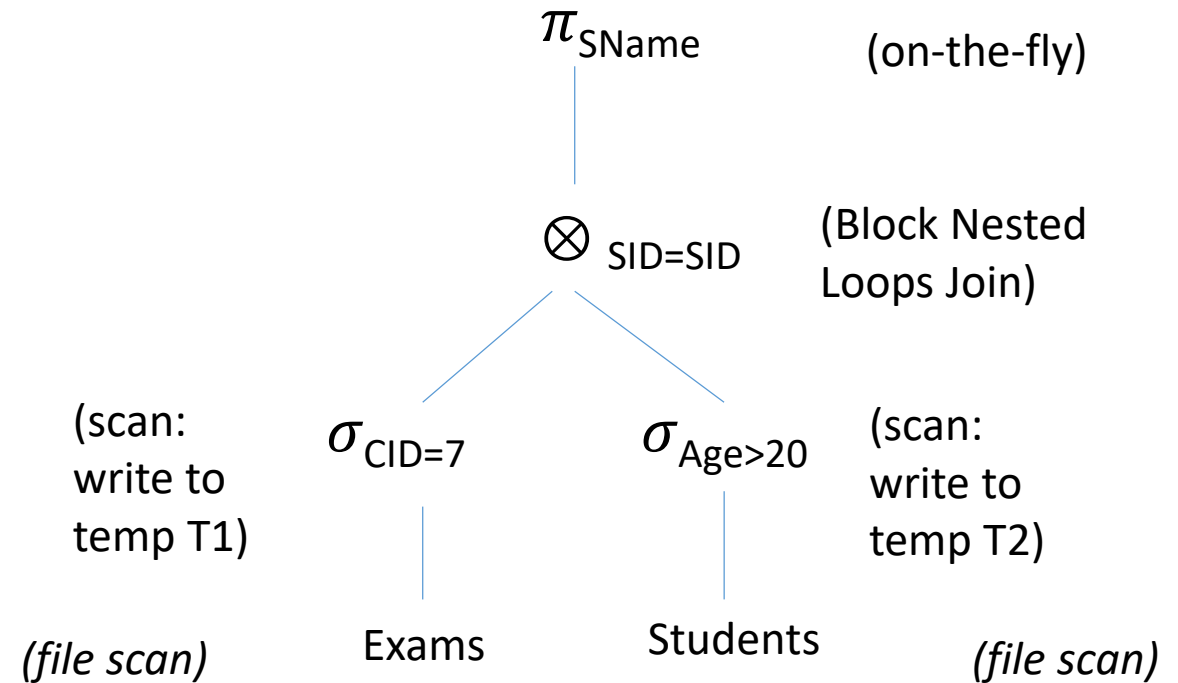 π SName (on-the-fly)
⊗ SID=SID (Block Nested
Loops Join)
(scan:
write to
temp T1)
σ CID=7
σ Age>20
(scan:
write to
temp T2)
(file scan)
Exams
Students
(file scan)